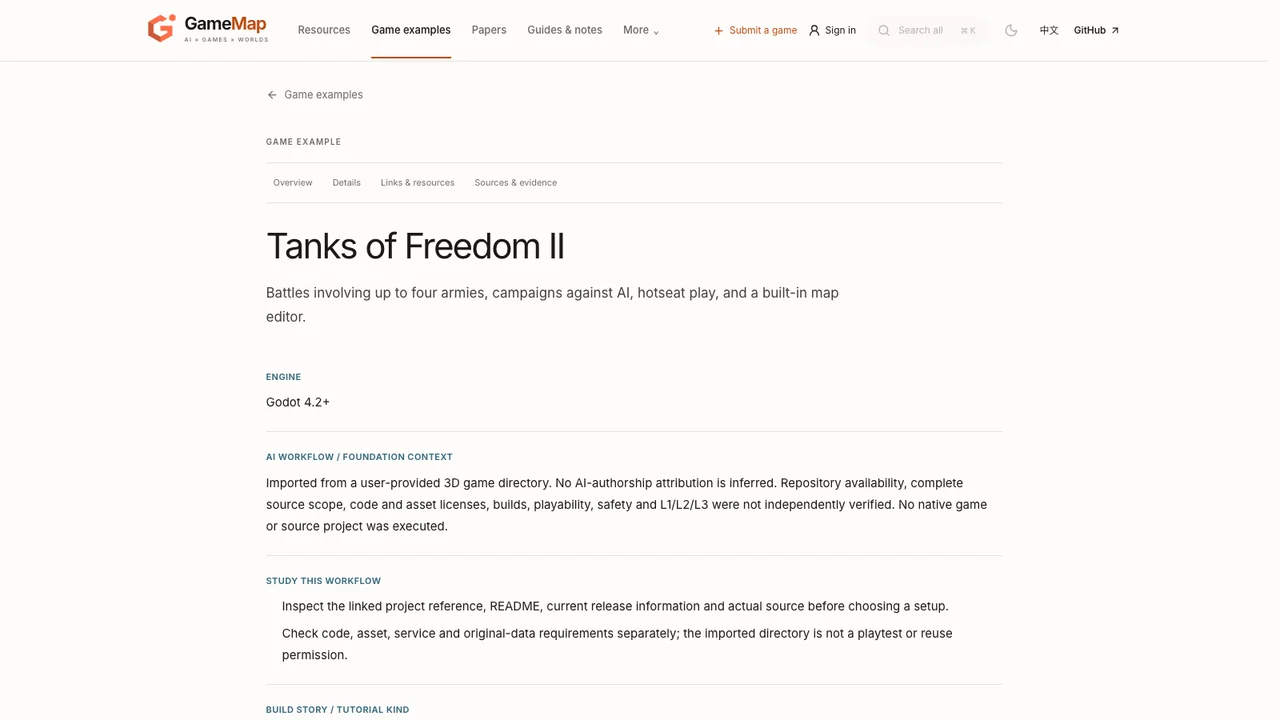 GameMap
AI × GAMES × WORLDS
Resources
Game examples
Papers
Guides & notes
More
Submit a game
Sign in
Search all
⌘ K
中文
GitHub
Game examples
GAME EXAMPLE
Overview
Details
Links & resources
Sources & evidence
Tanks of Freedom II
Battles involving up to four armies, campaigns against AI, hotseat play, and a built-in map
editor.
ENGINE
Godot 4.2+
AI WORKFLOW / FOUNDATION CONTEXT
Imported from a user-provided 3D game directory. No AI-authorship attribution is inferred. Repository availability, complete
source scope, code and asset licenses, builds, playability, safety and L1/L2/L3 were not independently verified. No native game
or source project was executed.
STUDY THIS WORKFLOW
Inspect the linked project reference, README, current release information and actual source before choosing a setup.
Check code, asset, service and original-data requirements separately; the imported directory is not a playtest or reuse
permission.
BUILD STORY / TUTORIAL KIND